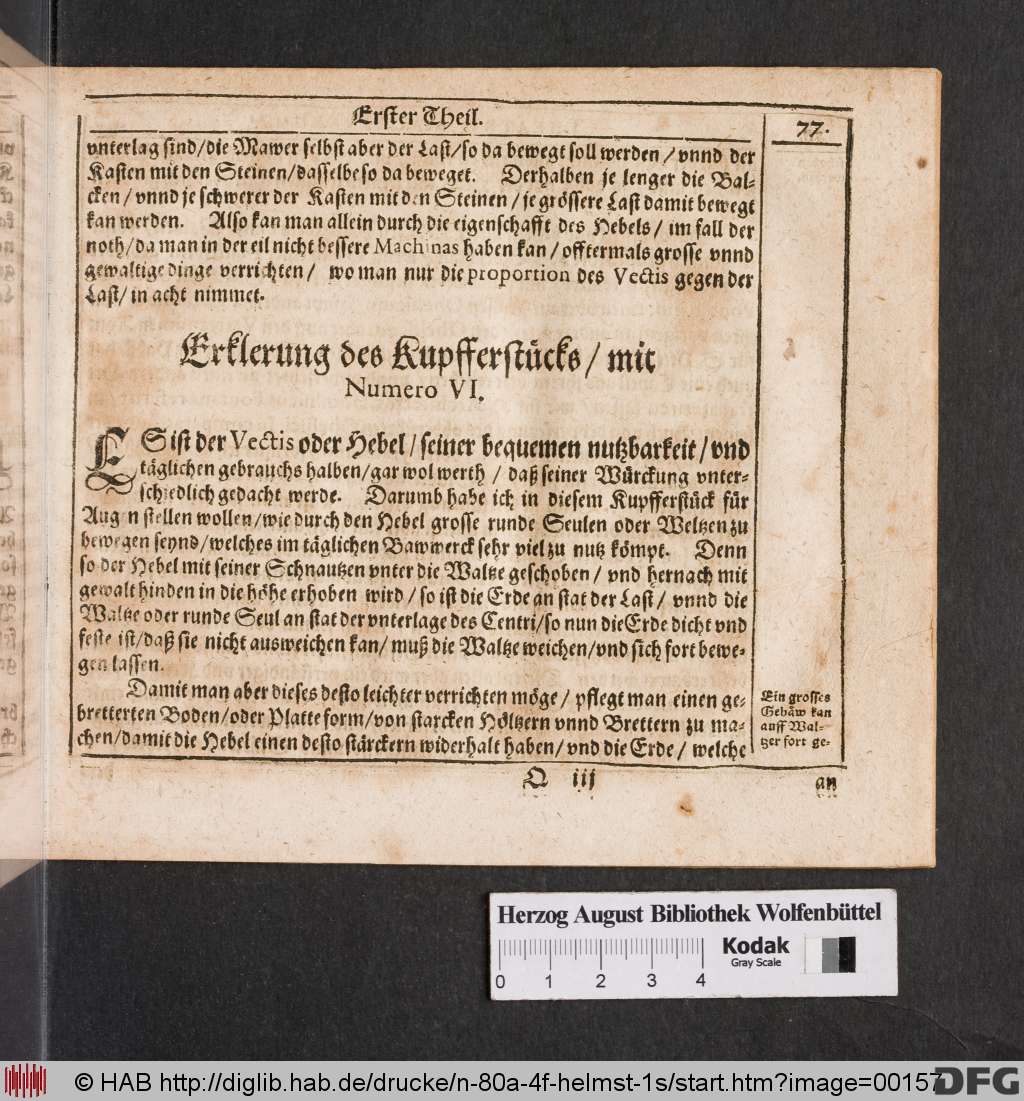 Erster Theil.
77.
vnterlag sind/die Mawer selbst aber der Last/so da bewegt soll werden/vnnd der
Kasten mit den Steinen/dasselbe so da beweget. Derhalben je lenger die Bal-
cken/vnnd je schwerer der Kasten mit den Steinen/je grössere Last damit bewegt
kan werden. Also kan man allein durch die eigenschafft des Hebels/im fall der
noth/da man in der eil nicht bessere Machinas haben kan/offtermals grosse vnnd
gewaltige dinge verrichten/ wo man nur die proportion des Vectis gegen der
Last/in acht nimmet.
Erklerung des Kupfferstücks/mit
Numero VI.
ES ist der Vectis oder Hebel/seiner bequemen nutzbarkeit/vnd
täglichen gebrauchs halben/gar wol werth/daß seiner Würckung vnter-
schiedlich gedacht werde. Darumb habe ich in diesem Kupfferstück für
Augen stellen wollen/wie durch den Hebel grosse runde Seulen oder Weltzen zu
bewegen seynd/welches im täglichen Bawwerck sehr viel zu nutz kömpt. Denn
so der Hebel mit seiner Schnautzen vnter die Waltze geschoben/vnd hernach mit
gewalt hinden in die höhe erhoben wird/so ist die Erde an stat der Last/vnnd die
Waltze oder runde Seul an stat der vnterlage des Centri/so nun die Erde dicht vnd
feste ist/daß sie nicht ausweichen kan/muß die Waltze weichen/vnd sich fort bewe-
gen lassen.
Damit man aber dieses desto leichter verrichten möge/pflegt man einen ge-
bretterten Boden/oder Platteform/von starcken Höltzern vnnd Brettern zu ma-
chen/damit die Hebel einen desto stärckern widerhalt haben/vnd die Erde/welche
Ein grosses
Gebäw kan
auff Wal-
tzer fort ge-
Q iij
an
Herzog August Bibliothek Wolfenbüttel
Kodak
Gray Scale
0 1 2 3 4
© HAB http://diglib.hab.de/drucke/n-80a-4f-helmst-1s/start.htm?image=00157
DFG